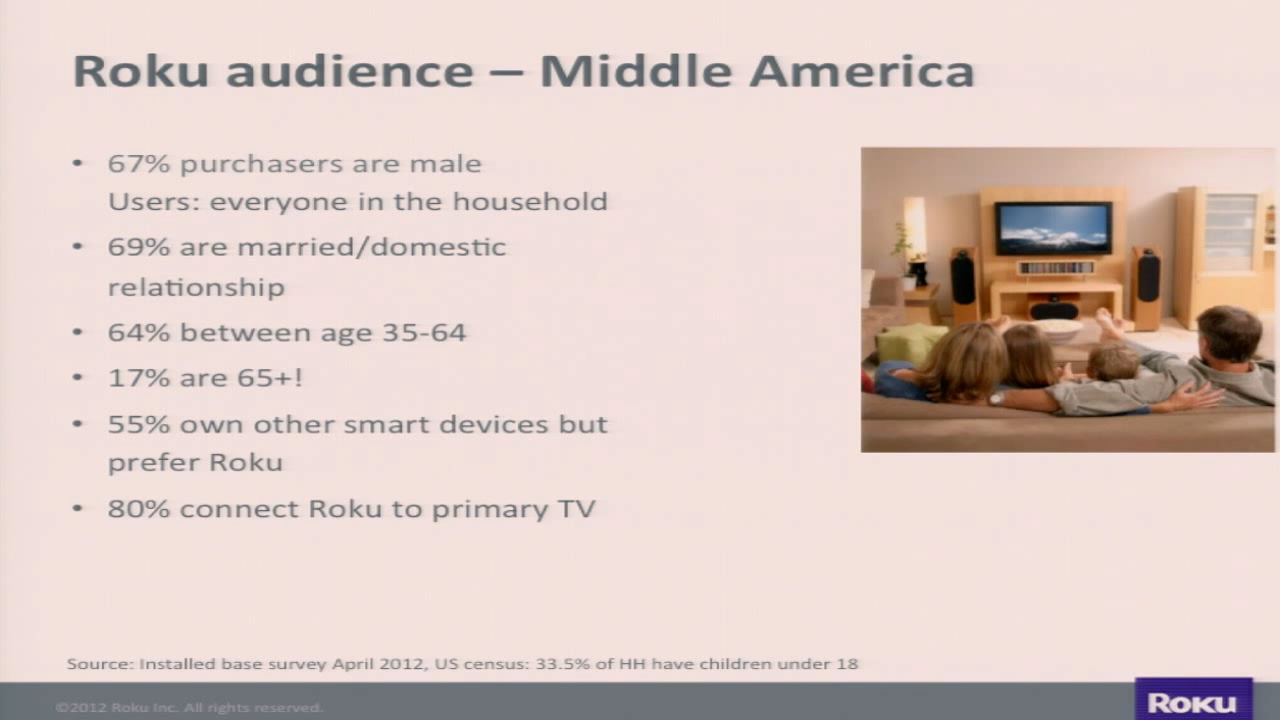 Roku audience – Middle America
• 67% purchasers are male
Users: everyone in the household
• 69% are married/domestic
relationship
• 64% between age 35-64
• 17% are 65+!
• 55% own other smart devices but
prefer Roku
• 80% connect Roku to primary TV
Source: Installed base survey April 2012, US census: 33.5% of HH have children under 18
©2012 Roku Inc. All rights reserved.
Roku